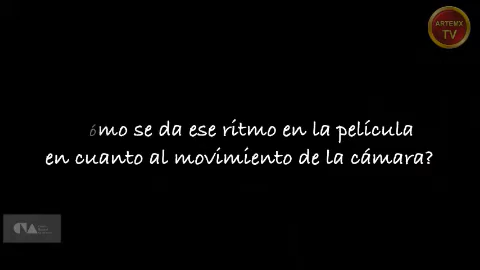 ARTEMX
TV
ómo se da ese ritmo en la película
en cuanto al movimiento de la cámara?